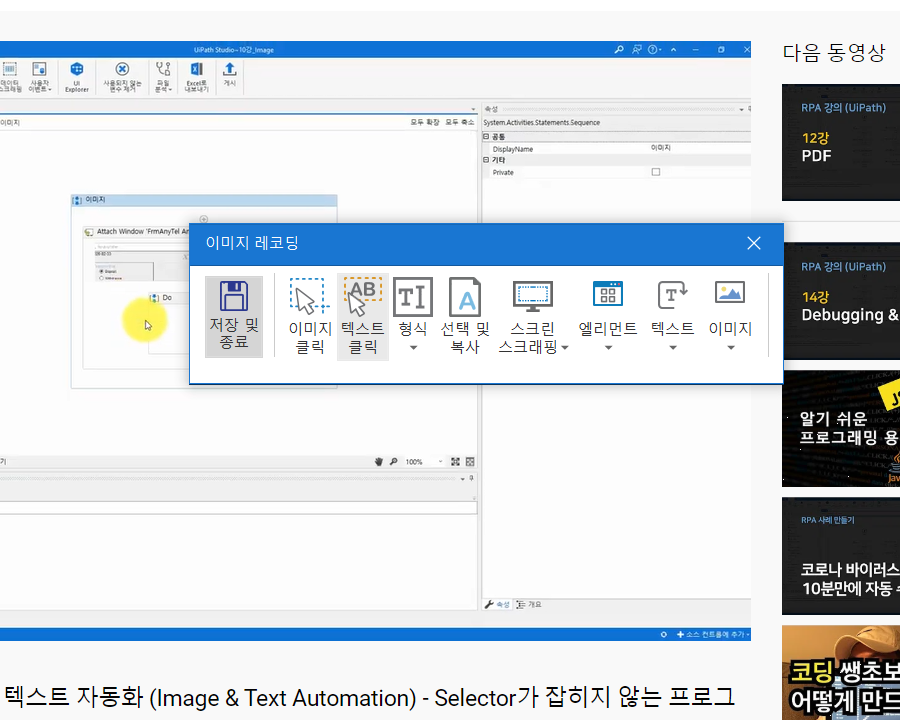 UiPath Studio - 10강_Image
다음 동영상
사용자
이벤트
UI
Explorer
사용되지 않는
변수 제거
파일
분석
Excel로
내보내기
게시
이미지
모두 확장 모두 축소
속성
System.Activities.Statements.Sequence
공통
DisplayName 이미지
기타
Private
이미지
Attach Window 'FrmAnyTel An
Do
이미지 레코딩
저장 및
종료
이미지
클릭
텍스트
클릭
형식
선택 및
복사
스크린
스크래핑
엘리먼트
텍스트
이미지
100%
속성 개요
소스 컨트롤에 추가
텍스트 자동화 (Image & Text Automation) - Selector가 잡히지 않는 프로그
RPA 강의 (UiPath)
12강
PDF
RPA 강의 (UiPath)
14강
Debugging &
JS
알기 쉬운
프로그래밍 용
Java
RPA 사례 만들기
코로나 바이러스
10분만에 자동
코딩 쌩초보
어떻게 만드